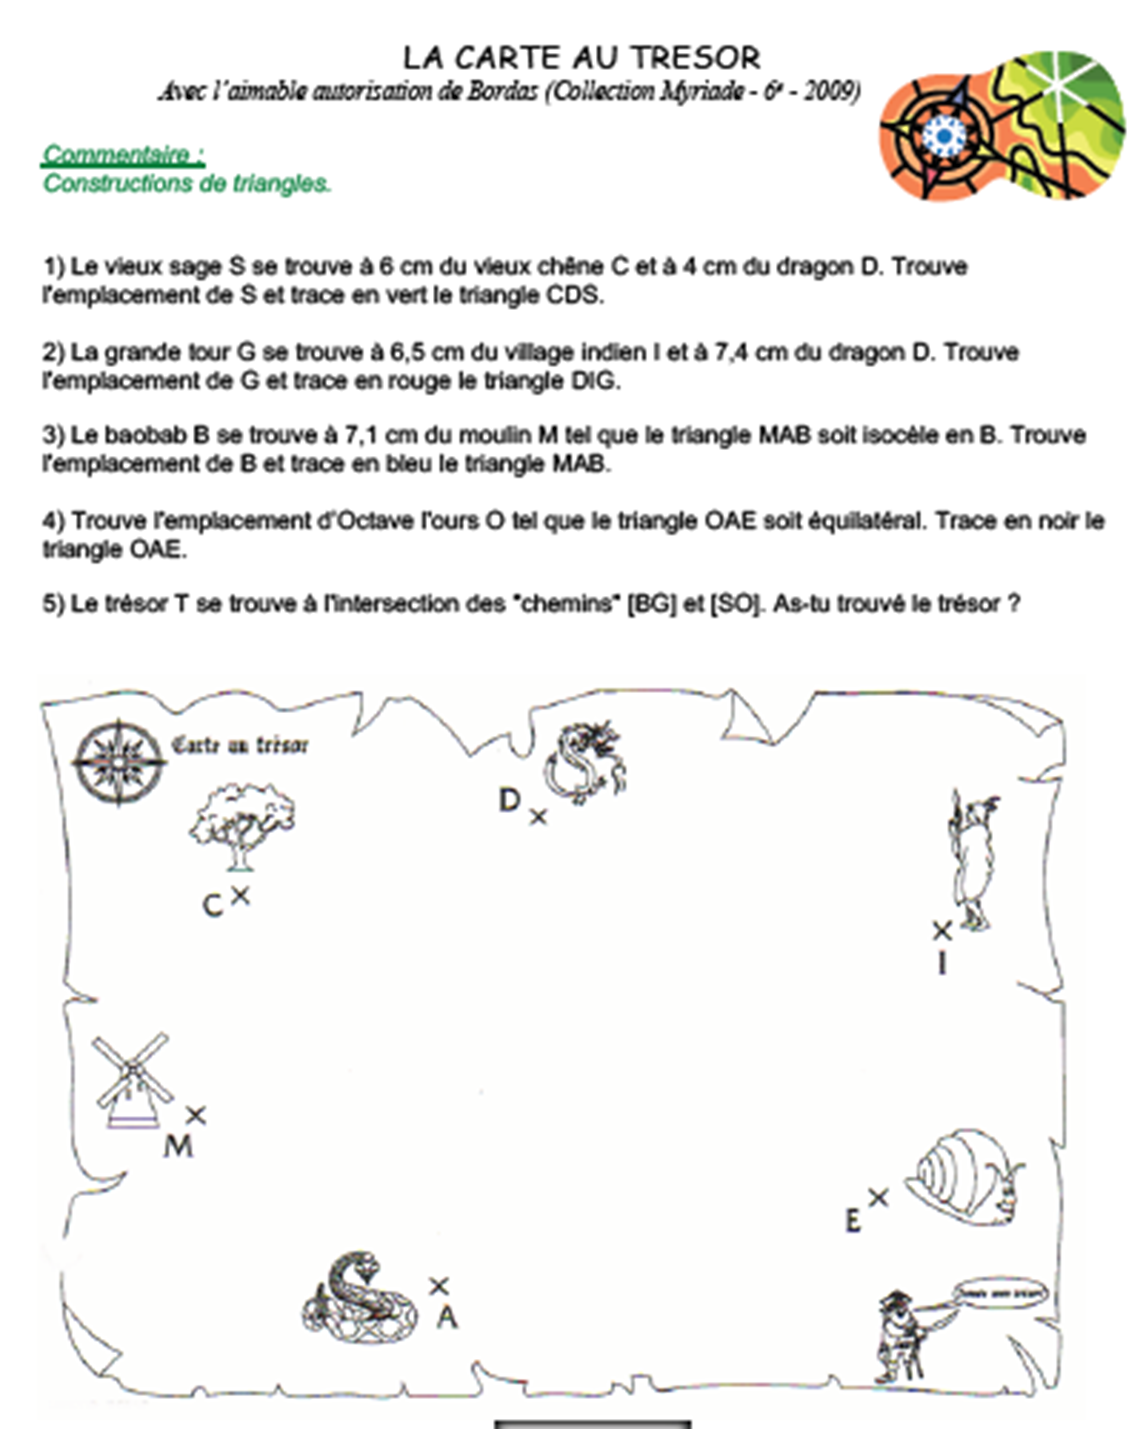 LA CARTE AU TRESOR
Avec l'aimable autorisation de Bordas (Collection Myriade - 6e - 2009)
Commentaire :
Constructions de triangles.
1) Le vieux sage S se trouve à 6 cm du vieux chêne C et à 4 cm du dragon D. Trouve
l'emplacement de S et trace en vert le triangle CDS.
2) La grande tour G se trouve à 6,5 cm du village indien I et à 7,4 cm du dragon D. Trouve
l'emplacement de G et trace en rouge le triangle DIG.
3) Le baobab B se trouve à 7,1 cm du moulin M tel que le triangle MAB soit isocèle en B. Trouve
l'emplacement de B et trace en bleu le triangle MAB.
4) Trouve l'emplacement d'Octave l'ours O tel que le triangle OAE soit équilatéral. Trace en noir le
triangle OAE.
5) Le trésor T se trouve à l'intersection des "chemins" [BG] et [SO]. As-tu trouvé le trésor ?
Carte au trésor
D
C
I
M
E
A